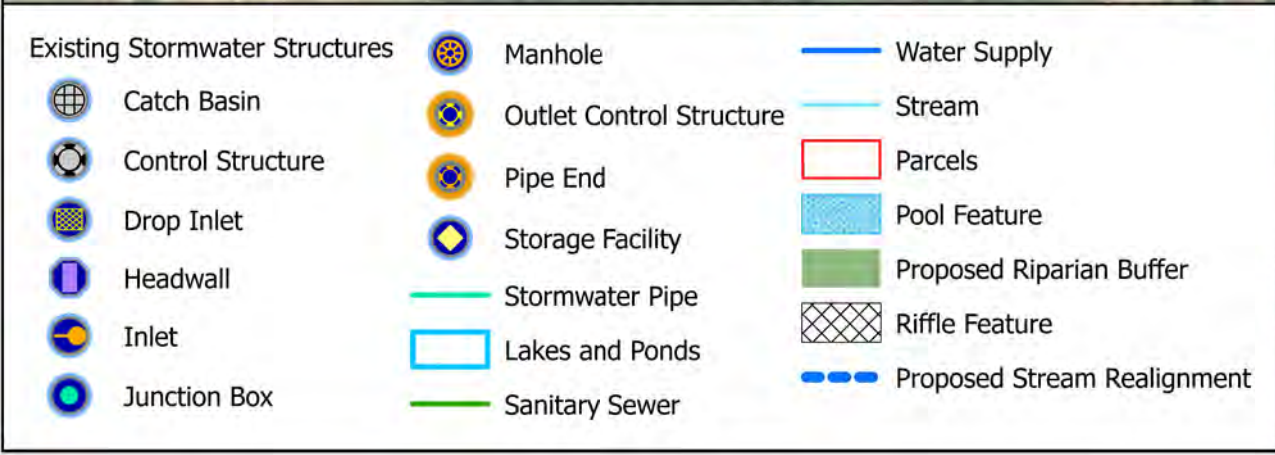 Existing Stormwater Structures
Catch Basin
Control Structure
Drop Inlet
Headwall
Inlet
Junction Box
Manhole
Outlet Control Structure
Pipe End
Storage Facility
Stormwater Pipe
Lakes and Ponds
Sanitary Sewer
Water Supply
Stream
Parcels
Pool Feature
Proposed Riparian Buffer
Riffle Feature
Proposed Stream Realignment